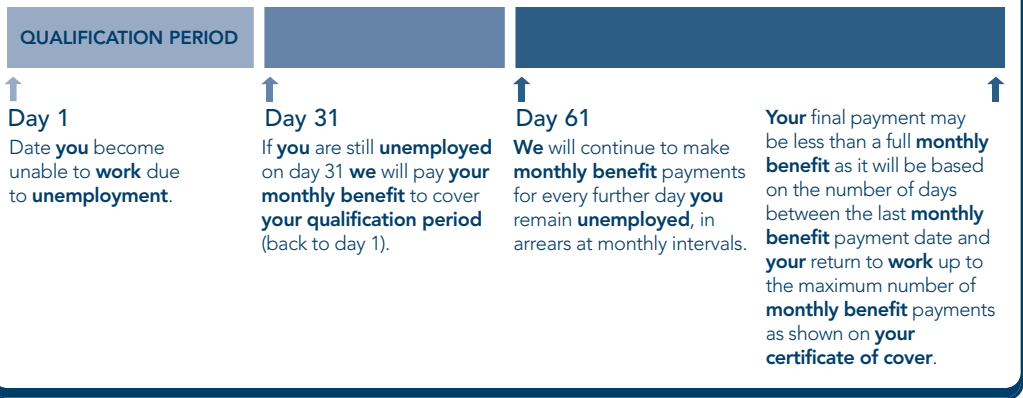 QUALIFICATION PERIOD
Day 1
Date you become
unable to work due
to unemployment.
Day 31
If you are still unemployed
on day 31 we will pay your
monthly benefit to cover
your qualification period
(back to day 1).
Day 61
We will continue to make
monthly benefit payments
for every further day you
remain unemployed, in
arrears at monthly intervals.
Your final payment may
be less than a full monthly
benefit as it will be based
on the number of days
between the last monthly
benefit payment date and
your return to work up to
the maximum number of
monthly benefit payments
as shown on your
certificate of cover.